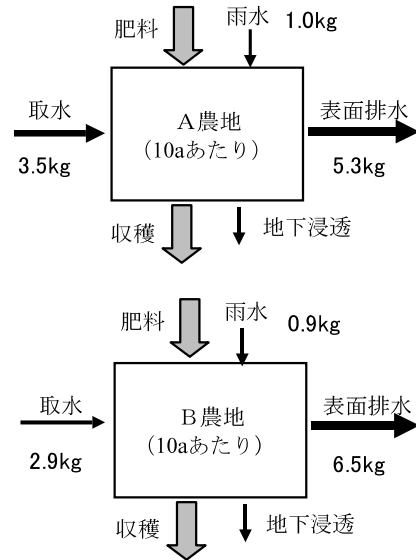 肥料
雨水 1.0kg
取水
3.5kg
A農地
(10aあたり)
表面排水
5.3kg
収穫
地下浸透
肥料
雨水
0.9kg
取水
2.9kg
B農地
(10aあたり)
表面排水
6.5kg
収穫
地下浸透